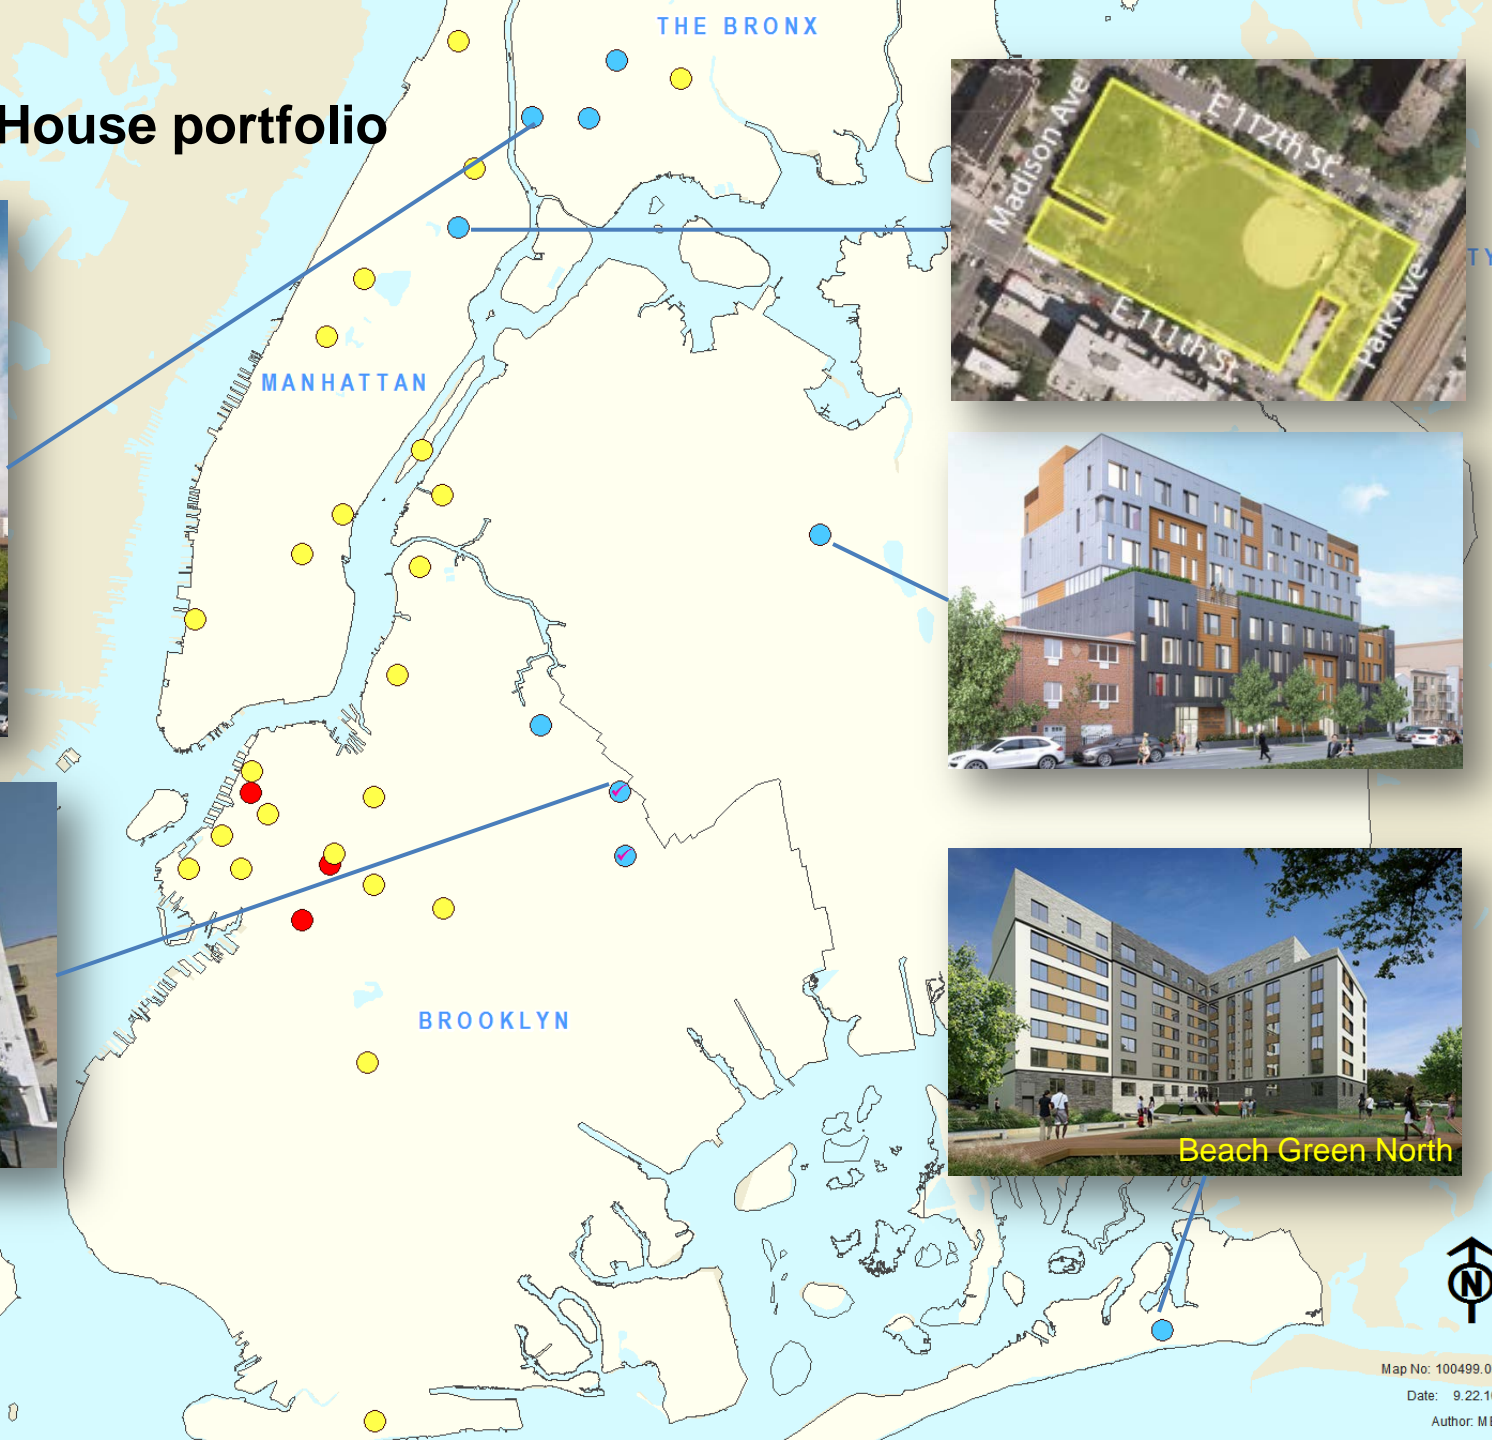 THE BRONX
House portfolio
Madison Ave
E 112th St.
E 111th St.
Park Ave
TY
MANHATTAN
BROOKLYN
Beach Green North
N
Map No: 100499.0
Date: 9.22.1
Author: M